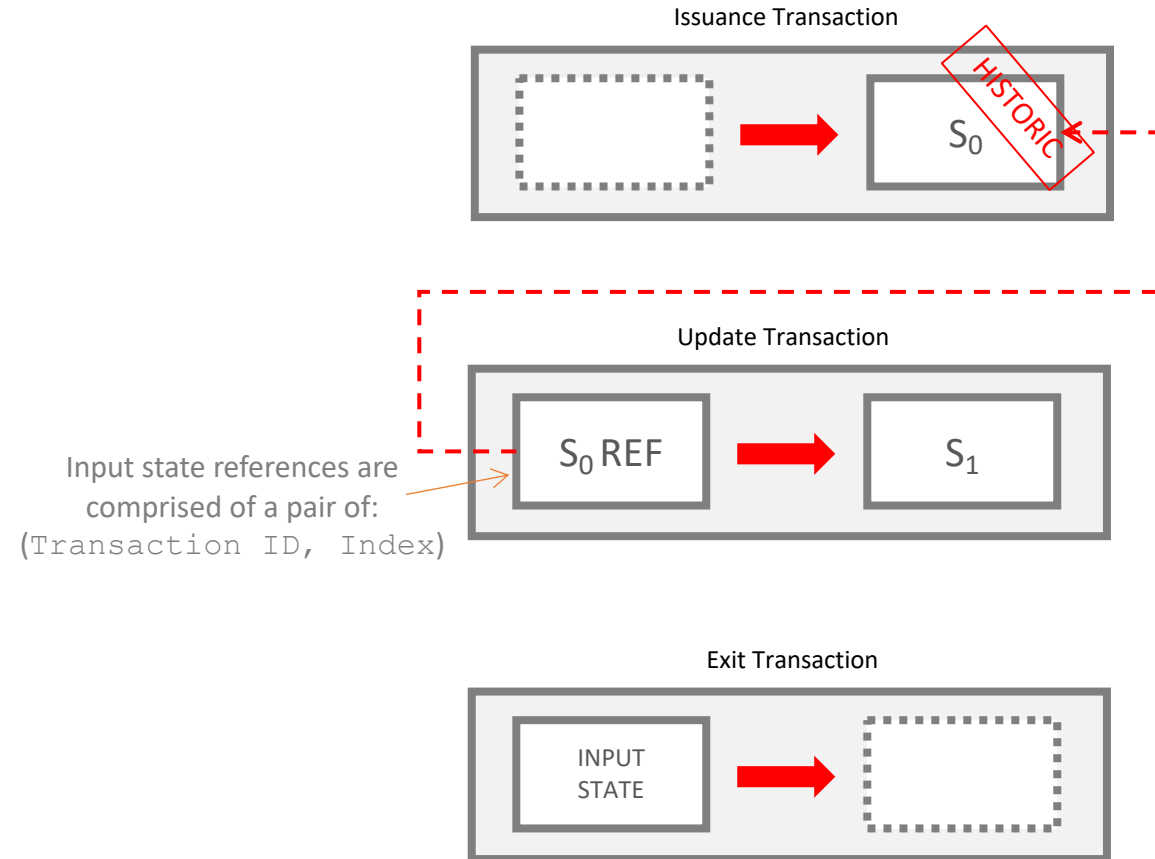 Issuance Transaction
HISTORIC
S₀
Update Transaction
S₀ REF
S₁
Input state references are
comprised of a pair of:
(Transaction ID, Index)
Exit Transaction
INPUT
STATE